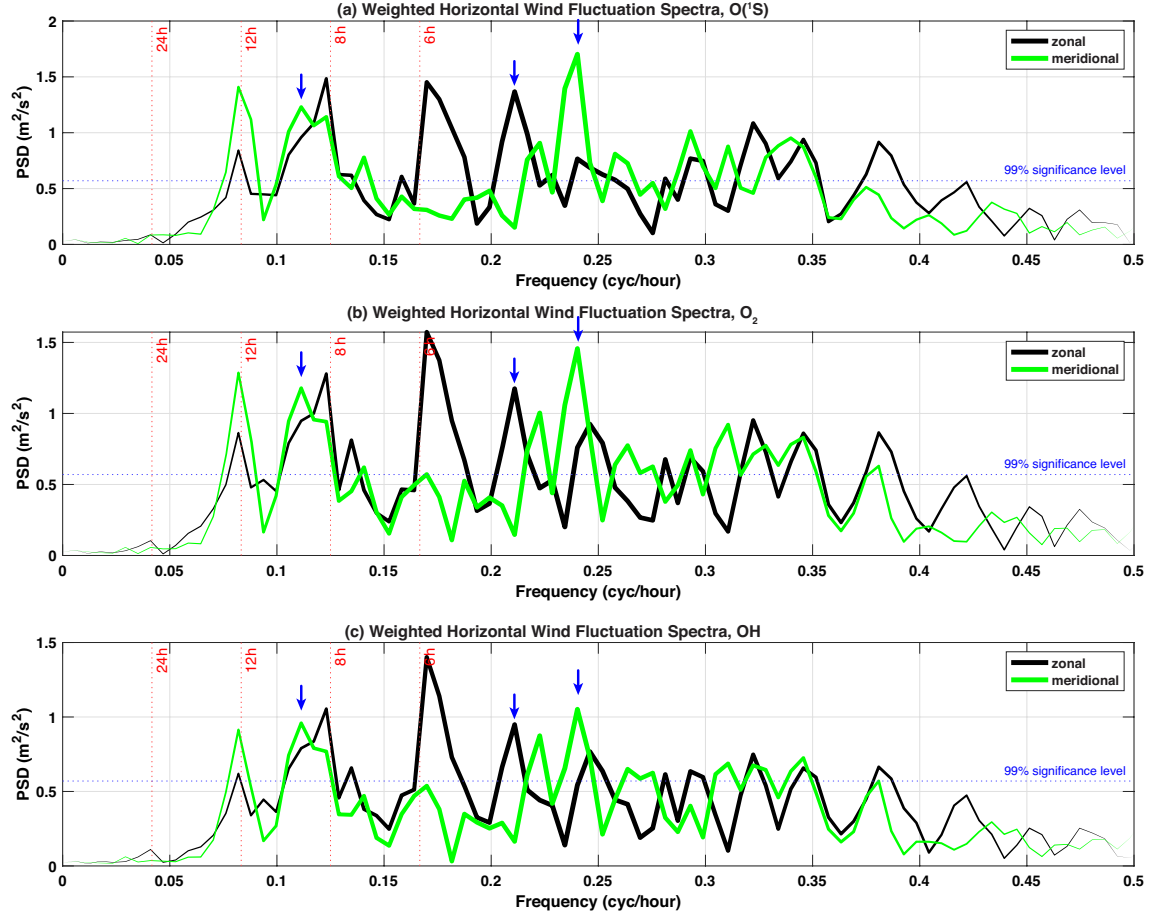 (a) Weighted Horizontal Wind Fluctuation Spectra, O(¹S)
2
1.5
1
0.5
0
PSD (m²/s²)
24h
12h
8h
6h
zonal
meridional
99% significance level
0 0.05 0.1 0.15 0.2 0.25 0.3 0.35 0.4 0.45 0.5
Frequency (cyc/hour)
(b) Weighted Horizontal Wind Fluctuation Spectra, O₂
1.5
1
0.5
0
PSD (m²/s²)
24h
12h
8h
6h
zonal
meridional
99% significance level
0 0.05 0.1 0.15 0.2 0.25 0.3 0.35 0.4 0.45 0.5
Frequency (cyc/hour)
(c) Weighted Horizontal Wind Fluctuation Spectra, OH
1.5
1
0.5
0
PSD (m²/s²)
24h
12h
8h
6h
zonal
meridional
99% significance level
0 0.05 0.1 0.15 0.2 0.25 0.3 0.35 0.4 0.45 0.5
Frequency (cyc/hour)